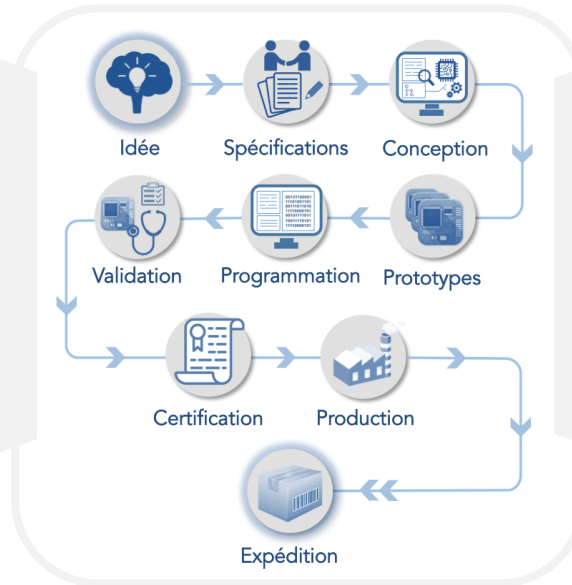 Idée
Spécifications
Conception
Validation
Programmation
Prototypes
Certification
Production
Expédition